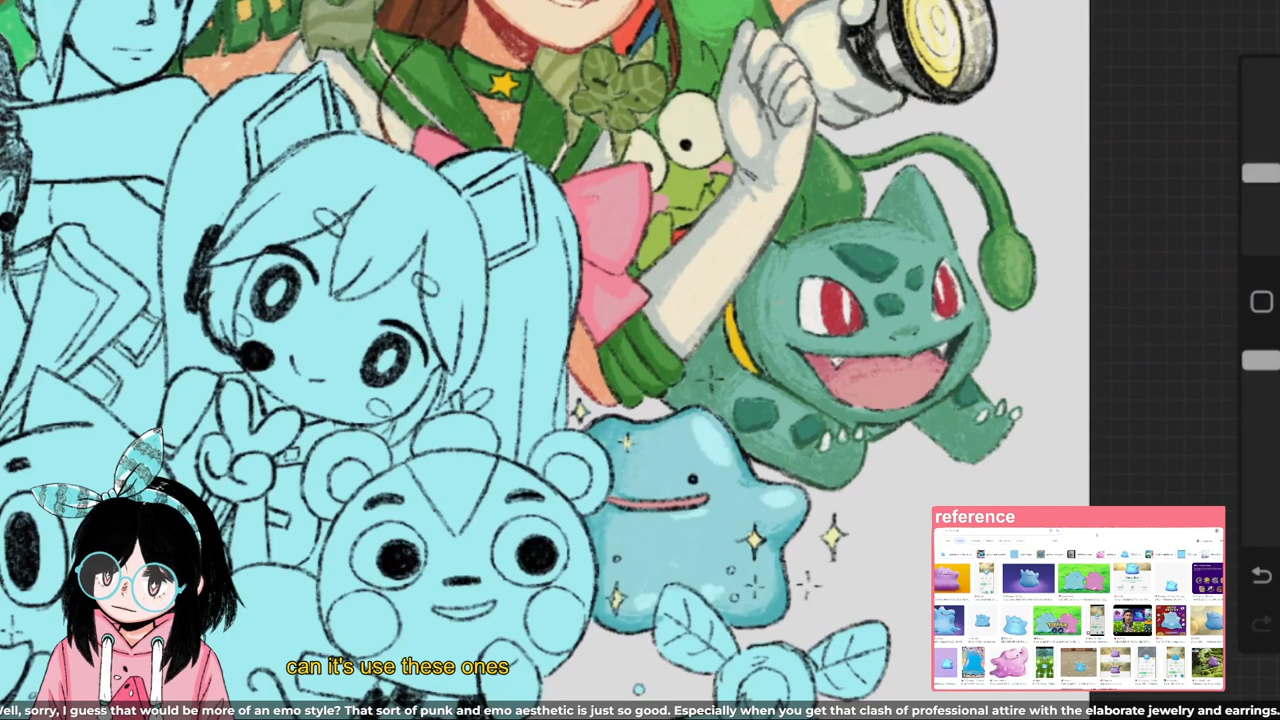 reference
can it's use these ones
Well, sorry, I guess that would be more of an emo style? That sort of punk and emo aesthetic is just so good. Especially when you get that clash of professional attire with the elaborate jewelry and earrings.